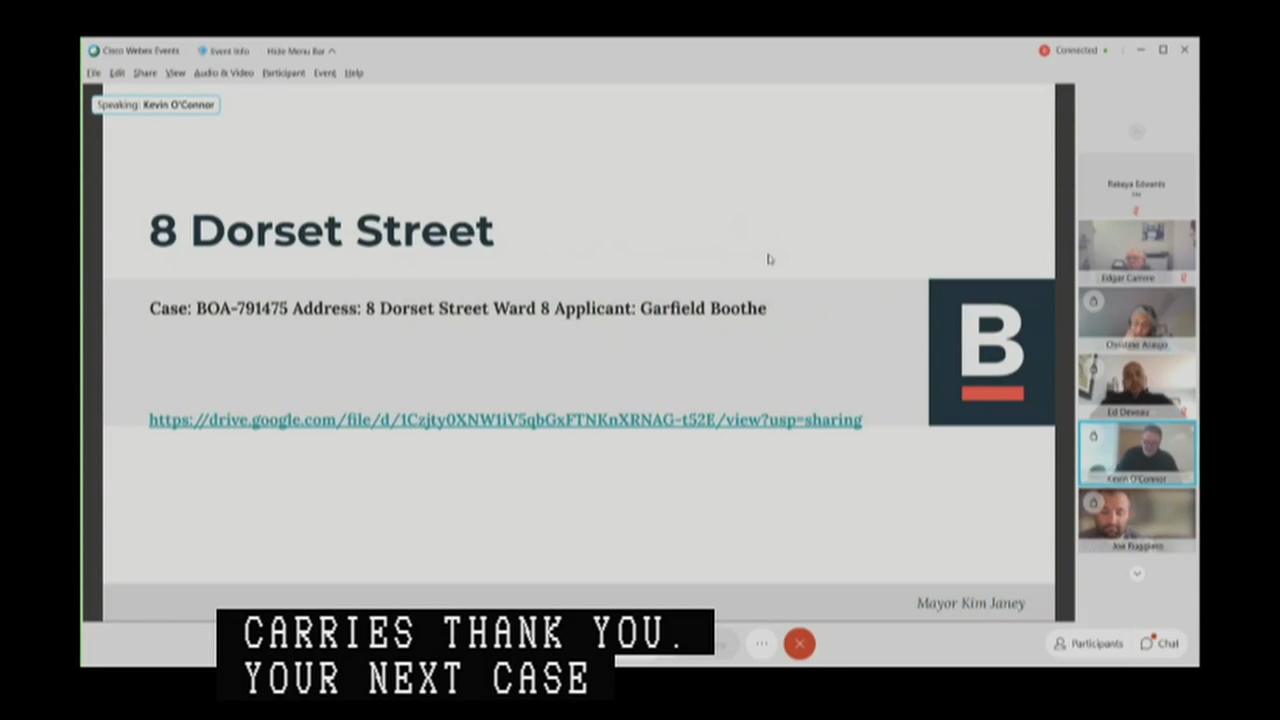 Cisco Webex Events Event Info Hide Menu Bar Connected
File Edit Share View Audio & Video Participant Event Help
Speaking: Kevin O'Connor
Rakeya Edwards
8 Dorset Street
Edgar Carrere
Case: BOA-791475 Address: 8 Dorset Street Ward 8 Applicant: Garfield Boothe
B
Christine Araujo
Ed Deveau
https://drive.google.com/file/d/1Czjty0XNW1iV5qbGxFTNKnXRNAG-t52E/view?usp=sharing
Kevin O'Connor
Joe Ruggiero
Mayor Kim Janey
Participants Chat
CARRIES THANK YOU.
YOUR NEXT CASE